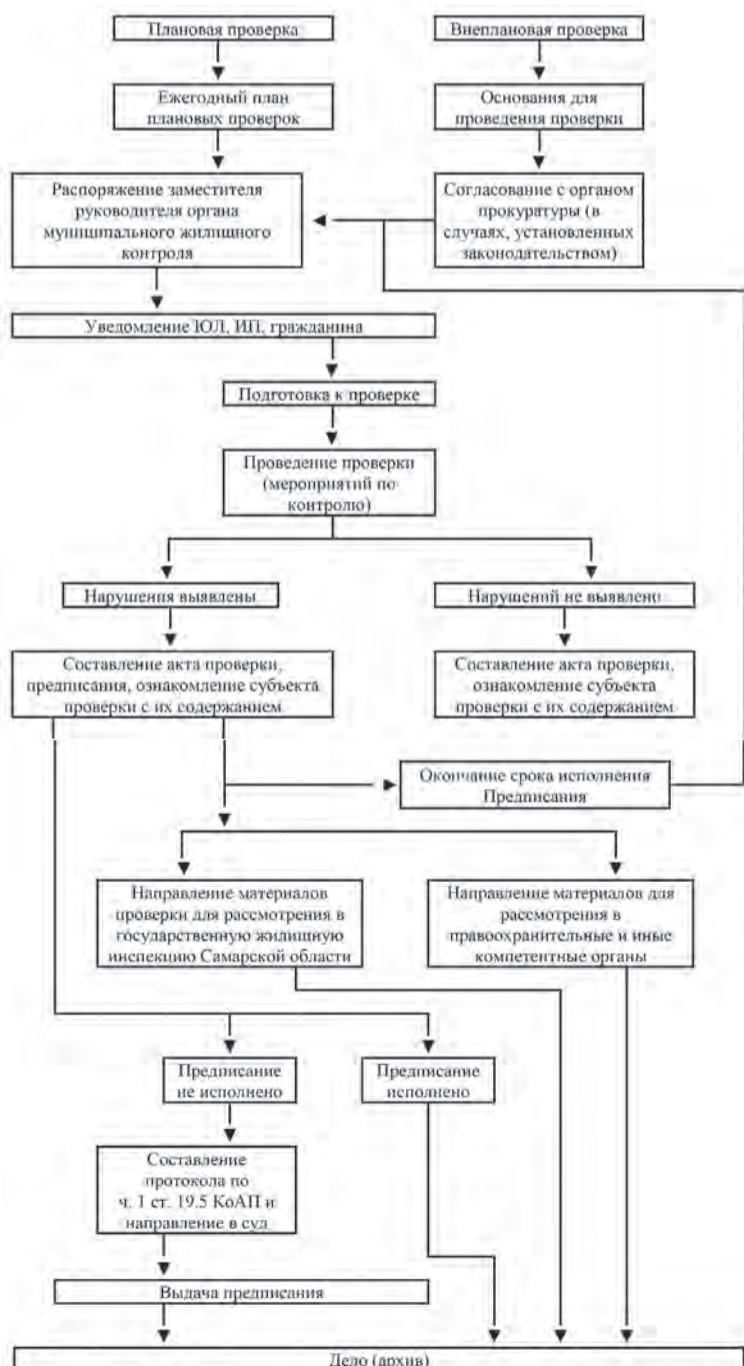 Плановая проверка
Внеплановая проверка
Ежегодный план
плановых проверок
Основания для
проведения проверки
Распоряжение заместителя
руководителя органа
муниципального жилищного
контроля
Согласование с органом
прокуратуры (в
случаях, установленных
законодательством)
Уведомление ЮЛ, ИП, гражданина
Подготовка к проверке
Проведение проверки
(мероприятий по
контролю)
Нарушения выявлены
Нарушений не выявлено
Составление акта проверки,
предписания, ознакомление субъекта
проверки с их содержанием
Составление акта проверки,
ознакомление субъекта
проверки с их содержанием
Окончание срока исполнения
Предписания
Направление материалов
проверки для рассмотрения в
государственную жилищную
инспекцию Самарской области
Направление материалов для
рассмотрения в
правоохранительные и иные
компетентные органы
Предписание
не исполнено
Предписание
исполнено
Составление
протокола по
ч. 1 ст. 19.5 КоАП и
направление в суд
Выдача предписания
Дело (архив)